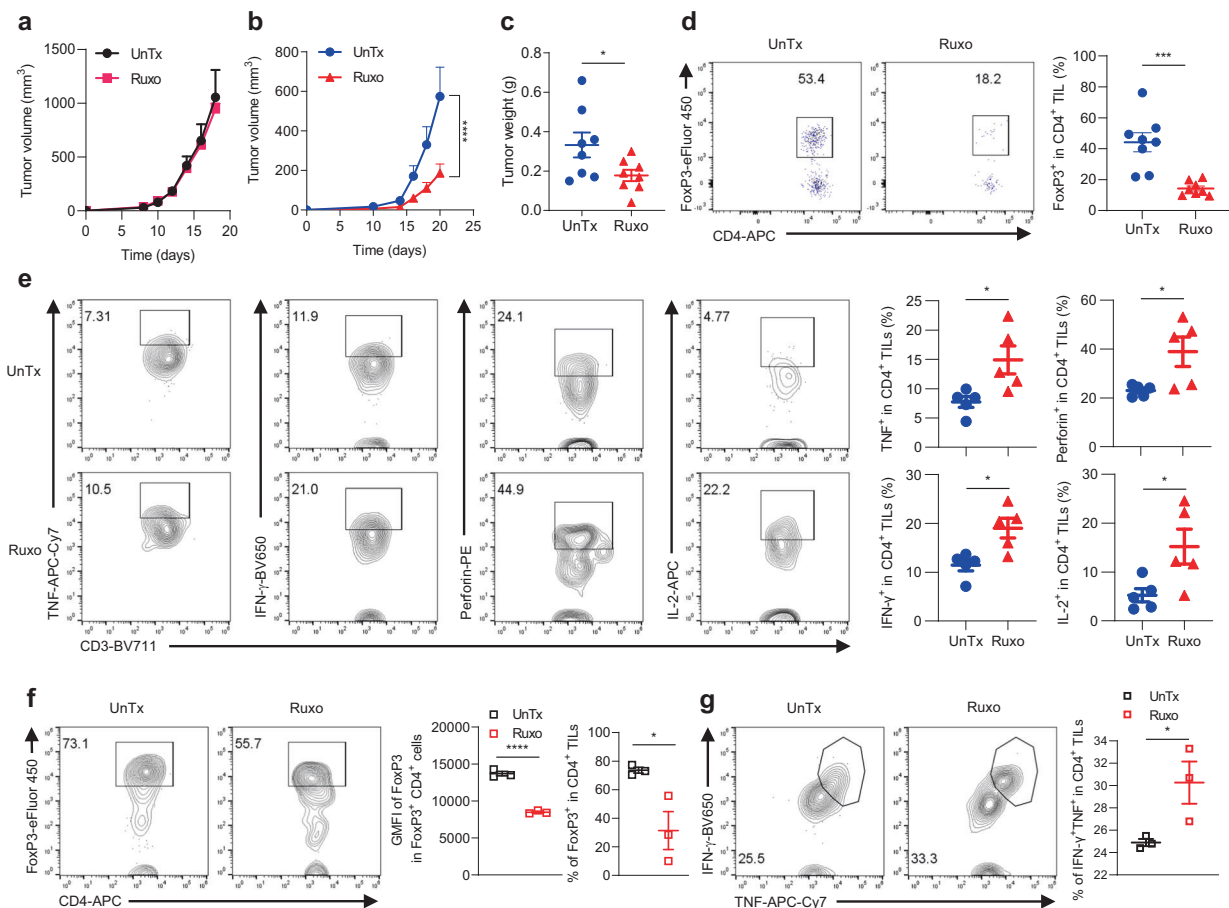 a
UnTx
Ruxo
Tumor volume (mm³)
1500
1000
500
0
0 5 10 15 20
Time (days)
b
UnTx
Ruxo
Tumor volume (mm³)
800
600
400
200
0
0 5 10 15 20 25
Time (days)
****
c
Tumor weight (g)
0.8
0.6
0.4
0.2
0.0
*
UnTx Ruxo
d
UnTx Ruxo
FoxP3-eFluor 450
53.4
18.2
CD4-APC
FoxP3⁺ in CD4⁺ TIL (%)
100
80
60
40
20
0
***
UnTx Ruxo
e
UnTx
7.31
11.9
24.1
4.77
Ruxo
10.5
21.0
44.9
22.2
TNF-APC-Cy7
IFN-γ-BV650
Perforin-PE
IL-2-APC
CD3-BV711
TNF⁺ in CD4⁺ TILs (%)
25
20
15
10
5
0
*
Perforin⁺ in CD4⁺ TILs (%)
60
40
20
0
*
IFN-γ⁺ in CD4⁺ TILs (%)
30
20
10
0
*
UnTx Ruxo
IL-2⁺ in CD4⁺ TILs (%)
30
20
10
0
*
UnTx Ruxo
f
UnTx Ruxo
FoxP3-eFluor 450
73.1
55.7
CD4-APC
UnTx
Ruxo
GMFI of FoxP3
in FoxP3⁺ CD4⁺ cells
20000
15000
10000
5000
0
****
% of FoxP3⁺ in CD4⁺ TILs
100
80
60
40
20
0
*
g
UnTx Ruxo
IFN-γ-BV650
25.5
33.3
TNF-APC-Cy7
UnTx
Ruxo
% of IFN-γ⁺TNF⁺ in CD4⁺ TILs
34
32
30
28
26
24
22
*